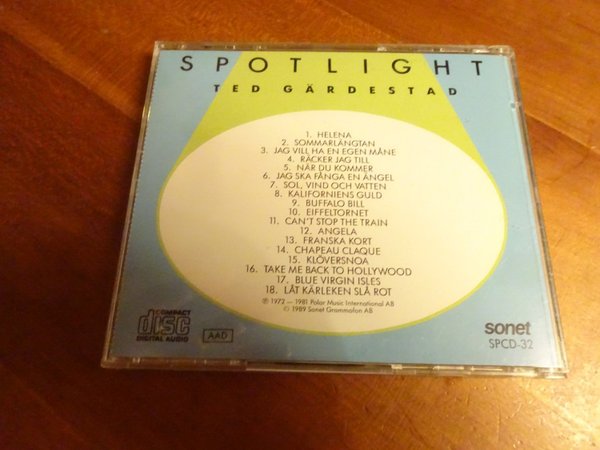 SPOTLIGHT
TED GÄRDESTAD
1. HELENA
2. SOMMARLÄNGTAN
3. JAG VILL HA EN EGEN MÅNE
4. RÄCKER JAG TILL
5. NÄR DU KOMMER
6. JAG SKA FÅNGA EN ÄNGEL
7. SOL, VIND OCH VATTEN
8. KALIFORNIENS GULD
9. BUFFALO BILL
10. EIFFELTORNET
11. CAN'T STOP THE TRAIN
12. ANGELA
13. FRANSKA KORT
14. CHAPEAU CLAQUE
15. KLÖVERSNOA
16. TAKE ME BACK TO HOLLYWOOD
17. BLUE VIRGIN ISLES
18. LÅT KÄRLEKEN SLÅ ROT
℗ 1972 — 1981 Polar Music International AB
© 1989 Sonet Grammofon AB
COMPACT
disc
DIGITAL AUDIO
AAD
sonet
SPCD-32